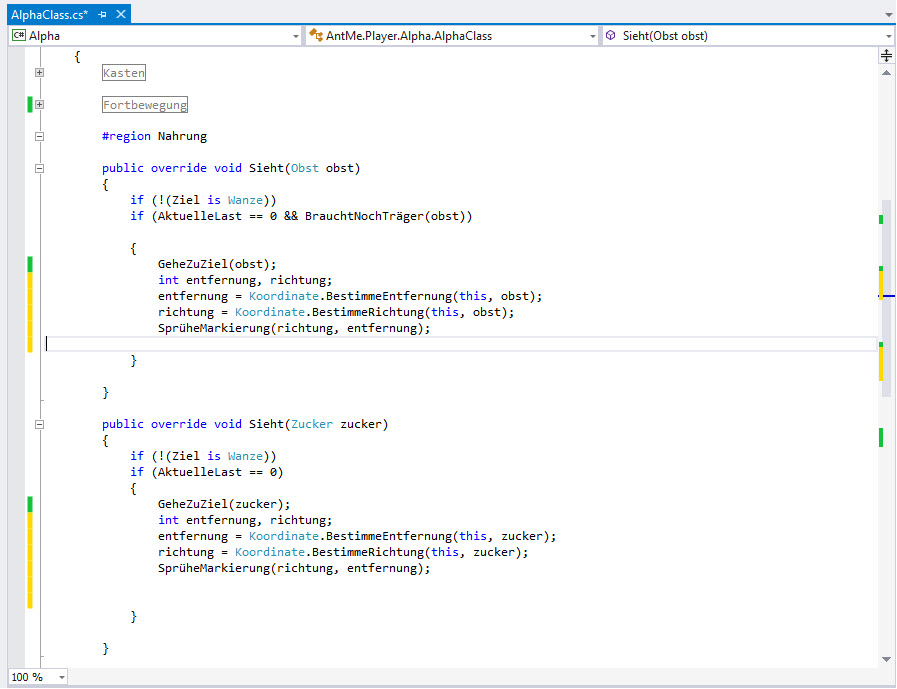 AlphaClass.cs*
C# Alpha
AntMe.Player.Alpha.AlphaClass
Sieht(Obst obst)
{
Kasten
Fortbewegung
#region Nahrung
public override void Sieht(Obst obst)
{
if (!(Ziel is Wanze))
if (AktuelleLast == 0 && BrauchtNochTräger(obst))
{
GeheZuZiel(obst);
int entfernung, richtung;
entfernung = Koordinate.BestimmeEntfernung(this, obst);
richtung = Koordinate.BestimmeRichtung(this, obst);
SprüheMarkierung(richtung, entfernung);
}
}
public override void Sieht(Zucker zucker)
{
if (!(Ziel is Wanze))
if (AktuelleLast == 0)
{
GeheZuZiel(zucker);
int entfernung, richtung;
entfernung = Koordinate.BestimmeEntfernung(this, zucker);
richtung = Koordinate.BestimmeRichtung(this, zucker);
SprüheMarkierung(richtung, entfernung);
}
}
100 %